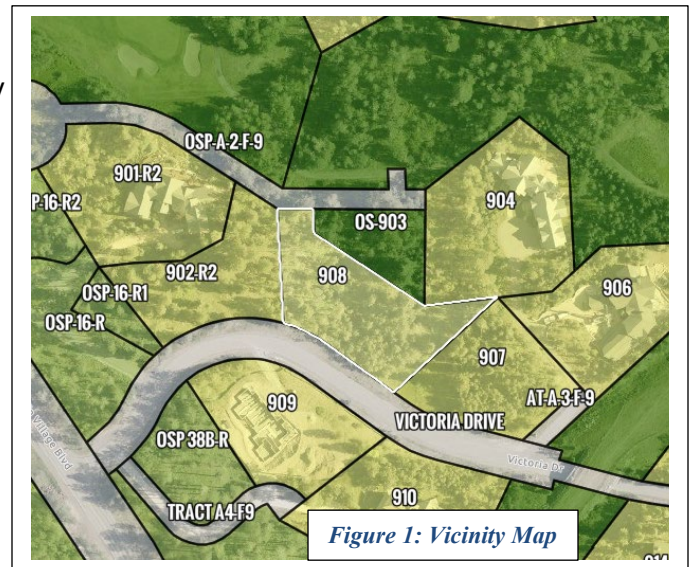 OSP-A-2-F-9
901-R2
904
P-16-R2
OS-903
908
902-R2
906
OSP-16-R1
OSP-16-R
907
909
AT-A-3-F-9
VICTORIA DRIVE
OSP 38B-R
Village Blvd
Victoria Dr
TRACT A4-F9
910
Figure 1: Vicinity Map